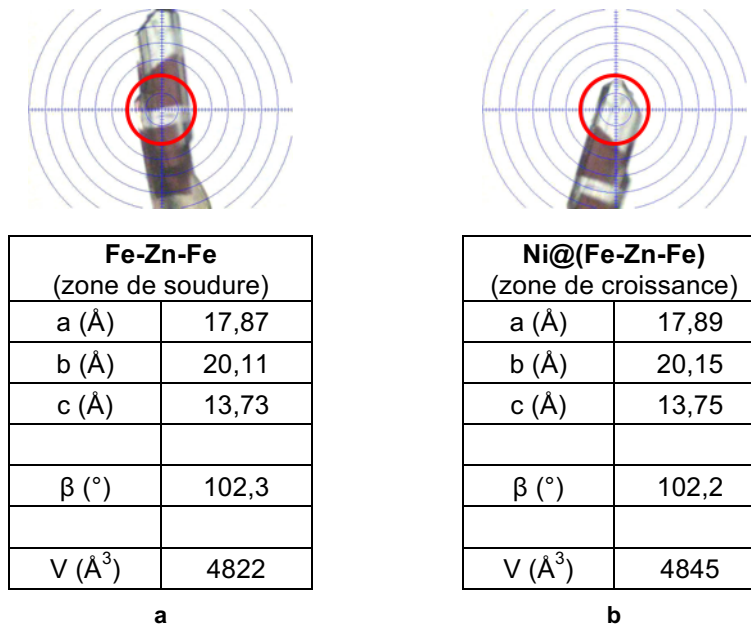 Fe-Zn-Fe
(zone de soudure)
a (Å) 17,87
b (Å) 20,11
c (Å) 13,73
β (°) 102,3
V (Å³) 4822
a
Ni@(Fe-Zn-Fe)
(zone de croissance)
a (Å) 17,89
b (Å) 20,15
c (Å) 13,75
β (°) 102,2
V (Å³) 4845
b